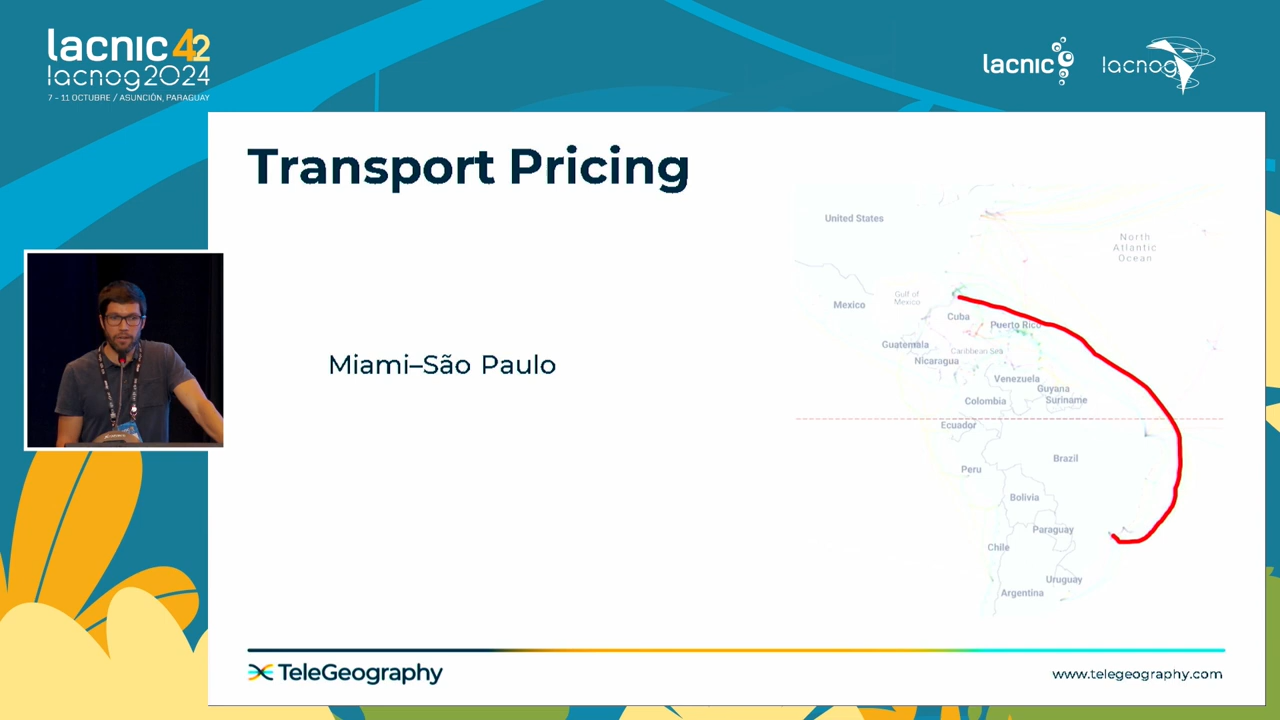 lacnic 42
lacnog2024
7 - 11 OCTUBRE / ASUNCIÓN, PARAGUAY
lacnic
lacnog
Transport Pricing
United States
North
Atlantic
Ocean
Gulf of
Mexico
Mexico
Cuba
Puerto Rico
Guatemala
Caribbean Sea
Nicaragua
Miami–São Paulo
Venezuela
Guyana
Colombia
Suriname
Ecuador
Brazil
Peru
Bolivia
Paraguay
Chile
Uruguay
Argentina
TeleGeography
www.telegeography.com